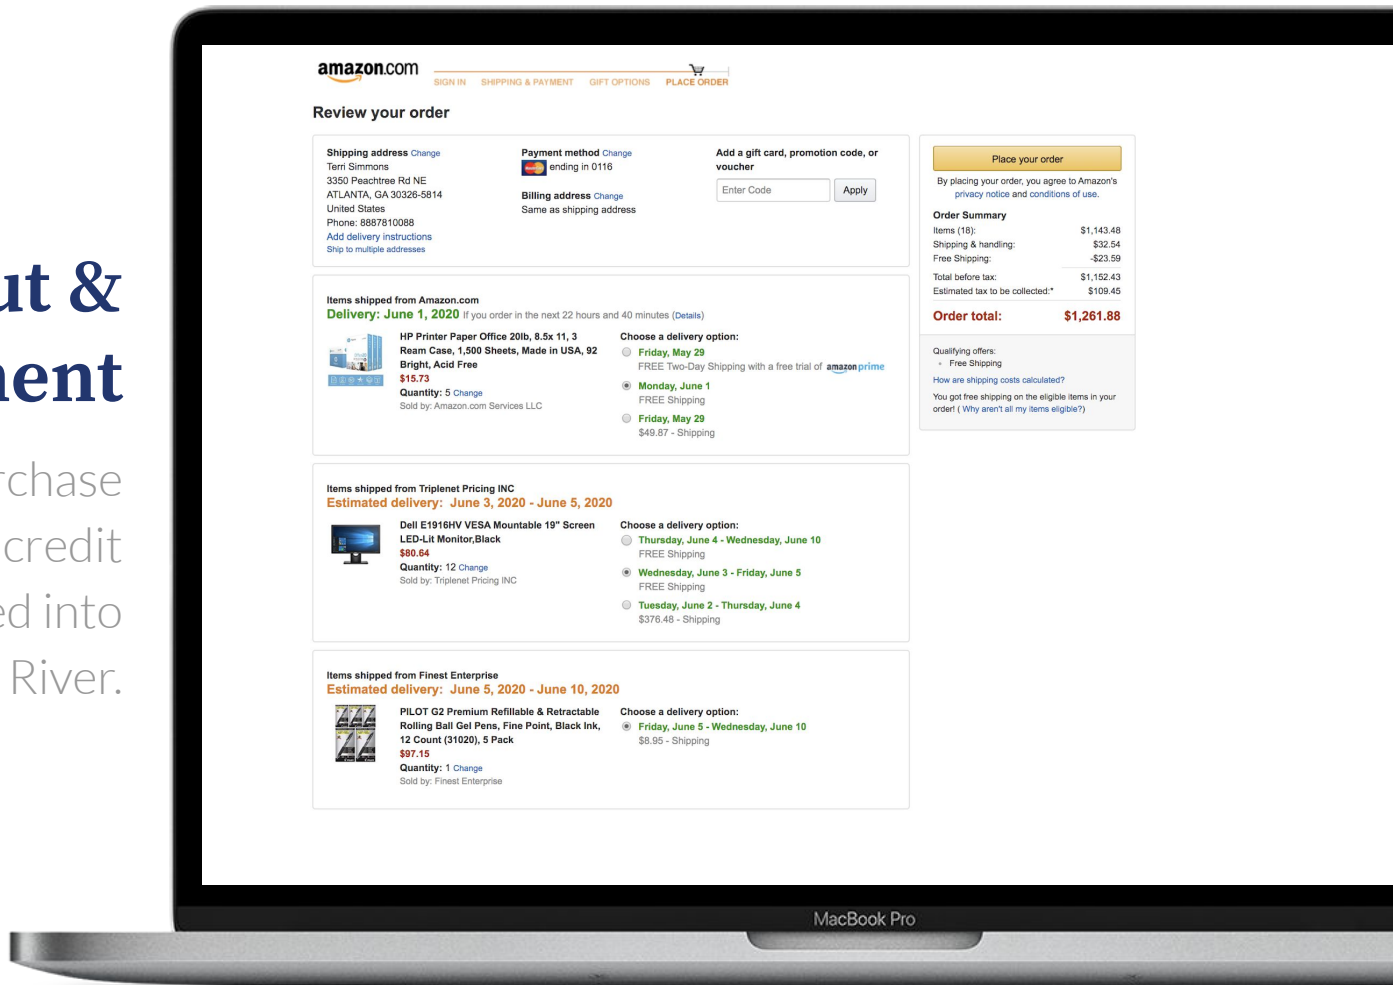 ut &
nent
rchase
credit
ed into
River.
amazon.com
SIGN IN SHIPPING & PAYMENT GIFT OPTIONS PLACE ORDER
Review your order
Shipping address Change
Terri Simmons
3350 Peachtree Rd NE
ATLANTA, GA 30326-5814
United States
Phone: 8887810088
Add delivery instructions
Ship to multiple addresses
Payment method Change
ending in 0116
Billing address Change
Same as shipping address
Add a gift card, promotion code, or
voucher
Enter Code Apply
Place your order
By placing your order, you agree to Amazon's
privacy notice and conditions of use.
Order Summary
Items (18): $1,143.48
Shipping & handling: $32.54
Free Shipping: -$23.59
Total before tax: $1,152.43
Estimated tax to be collected:* $109.45
Order total: $1,261.88
Qualifying offers:
Free Shipping
How are shipping costs calculated?
You got free shipping on the eligible items in your
order! ( Why aren't all my items eligible?)
Items shipped from Amazon.com
Delivery: June 1, 2020 If you order in the next 22 hours and 40 minutes (Details)
HP Printer Paper Office 20lb, 8.5x 11, 3
Ream Case, 1,500 Sheets, Made in USA, 92
Bright, Acid Free
$15.73
Quantity: 5 Change
Sold by: Amazon.com Services LLC
Choose a delivery option:
Friday, May 29
FREE Two-Day Shipping with a free trial of amazon prime
Monday, June 1
FREE Shipping
Friday, May 29
$49.87 - Shipping
Items shipped from Triplenet Pricing INC
Estimated delivery: June 3, 2020 - June 5, 2020
Dell E1916HV VESA Mountable 19" Screen
LED-Lit Monitor,Black
$80.64
Quantity: 12 Change
Sold by: Triplenet Pricing INC
Choose a delivery option:
Thursday, June 4 - Wednesday, June 10
FREE Shipping
Wednesday, June 3 - Friday, June 5
FREE Shipping
Tuesday, June 2 - Thursday, June 4
$376.48 - Shipping
Items shipped from Finest Enterprise
Estimated delivery: June 5, 2020 - June 10, 2020
PILOT G2 Premium Refillable & Retractable
Rolling Ball Gel Pens, Fine Point, Black Ink,
12 Count (31020), 5 Pack
$97.15
Quantity: 1 Change
Sold by: Finest Enterprise
Choose a delivery option:
Friday, June 5 - Wednesday, June 10
$8.95 - Shipping
MacBook Pro